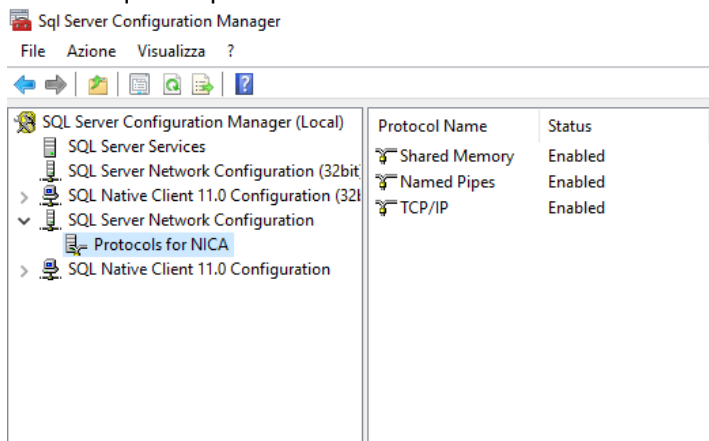 Sql Server Configuration Manager
File Azione Visualizza ?
SQL Server Configuration Manager (Local)
SQL Server Services
SQL Server Network Configuration (32bit
SQL Native Client 11.0 Configuration (32b
SQL Server Network Configuration
Protocols for NICA
SQL Native Client 11.0 Configuration
Protocol Name Status
Shared Memory Enabled
Named Pipes Enabled
TCP/IP Enabled